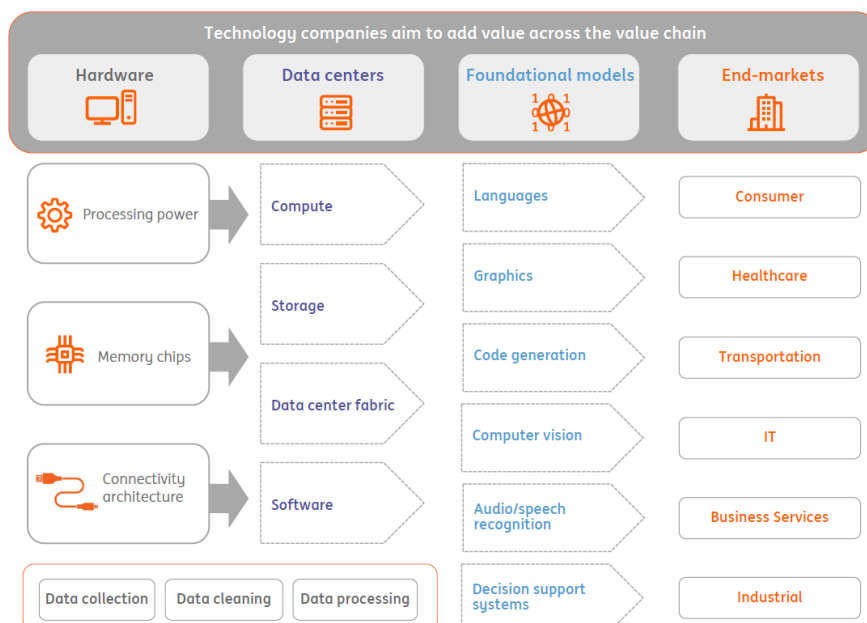 Technology companies aim to add value across the value chain
Hardware
Data centers
Foundational models
End-markets
1 0 1
0 0
1 0 1
Processing power
Memory chips
Connectivity
architecture
Compute
Storage
Data center fabric
Software
Languages
Graphics
Code generation
Computer vision
Audio/speech
recognition
Decision support
systems
Consumer
Healthcare
Transportation
IT
Business Services
Industrial
Data collection
Data cleaning
Data processing